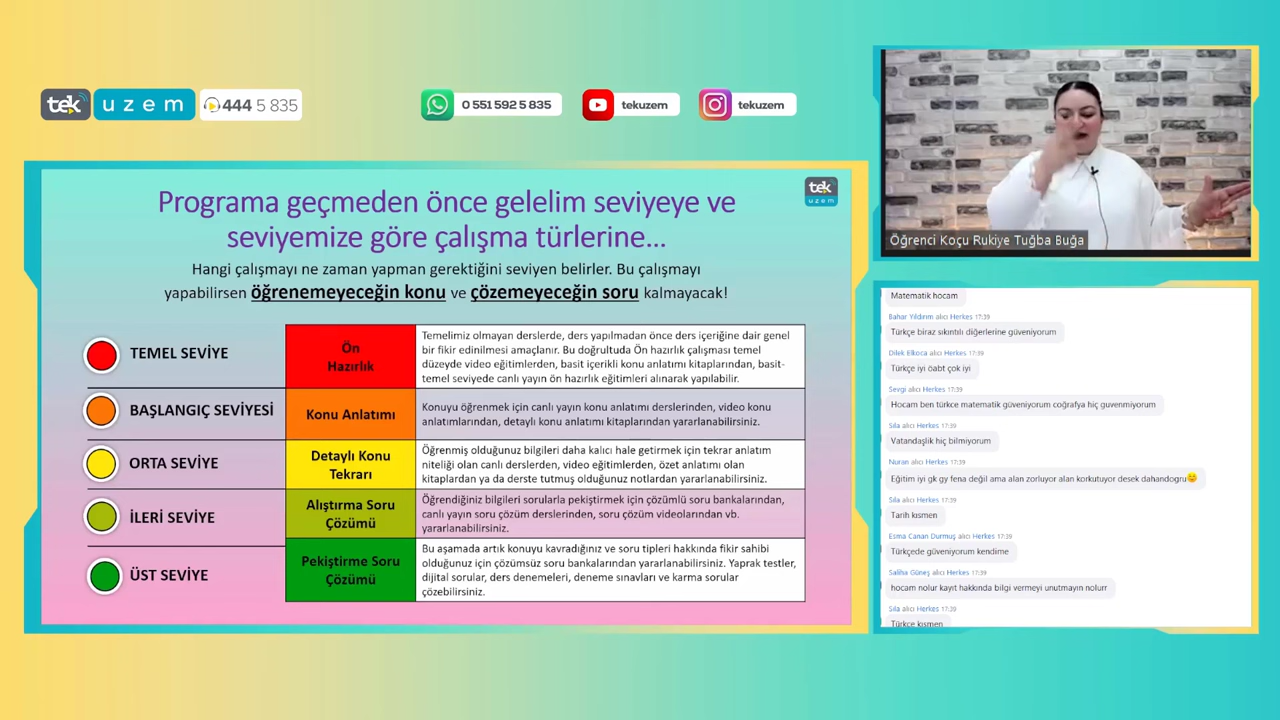 tek uzem 444 5 835
0 551 592 5 835
tekuzem
tekuzem
tek
uzem
Programa geçmeden önce gelelim seviyeye ve
seviyemize göre çalışma türlerine...
Hangi çalışmayı ne zaman yapman gerektiğini seviyen belirler. Bu çalışmayı
yapabilirsen öğrenemeyeceğin konu ve çözemeyeceğin soru kalmayacak!
TEMEL SEVİYE
Ön
Hazırlık
Temelimiz olmayan derslerde, ders yapılmadan önce ders içeriğine dair genel
bir fikir edinilmesi amaçlanır. Bu doğrultuda Ön hazırlık çalışması temel
düzeyde video eğitimlerden, basit içerikli konu anlatımı kitaplarından, basit-
temel seviyede canlı yayın ön hazırlık eğitimleri alınarak yapılabilir.
BAŞLANGIÇ SEVİYESİ
Konu Anlatımı
Konuyu öğrenmek için canlı yayın konu anlatımı derslerinden, video konu
anlatımlarından, detaylı konu anlatımı kitaplarından yararlanabilirsiniz.
ORTA SEVİYE
Detaylı Konu
Tekrarı
Öğrenmiş olduğunuz bilgileri daha kalıcı hale getirmek için tekrar anlatım
niteliği olan canlı derslerden, video eğitimlerden, özet anlatımı olan
kitaplardan ya da derste tutmuş olduğunuz notlardan yararlanabilirsiniz.
İLERİ SEVİYE
Alıştırma Soru
Çözümü
Öğrendiğiniz bilgileri sorularla pekiştirmek için çözümlü soru bankalarından,
canlı yayın soru çözüm derslerinden, soru çözüm videolarından vb.
yararlanabilirsiniz.
ÜST SEVİYE
Pekiştirme Soru
Çözümü
Bu aşamada artık konuyu kavradığınız ve soru tipleri hakkında fikir sahibi
olduğunuz için çözümsüz soru bankalarından yararlanabilirsiniz. Yaprak testler,
dijital sorular, ders denemeleri, deneme sınavları ve karma sorular
çözebilirsiniz.
Öğrenci Koçu Rukiye Tuğba Buğa
Matematik hocam
Bahar Yıldırım alıcı Herkes 17:39
Türkçe biraz sıkıntılı diğerlerine güveniyorum
Dilek Elkoca alıcı Herkes 17:39
Türkçe iyi öabt çok iyi
Sevgi alıcı Herkes 17:39
Hocam ben türkce matematik güveniyorum coğrafya hiç guvenmiyorum
Sıla alıcı Herkes 17:39
Vatandaşlik hiç bilmiyorum
Nuran alıcı Herkes 17:39
Eğitim iyi gk gy fena değil ama alan zorluyor alan korkutuyor desek dahandogru😊
Sıla alıcı Herkes 17:39
Tarih kısmen
Esma Canan Durmuş alıcı Herkes 17:39
Türkçede güveniyorum kendime
Saliha Güneş alıcı Herkes 17:39
hocam nolur kayıt hakkında bilgi vermeyi unutmayın nolurr
Sıla alıcı Herkes 17:39
Türkçe kısmen